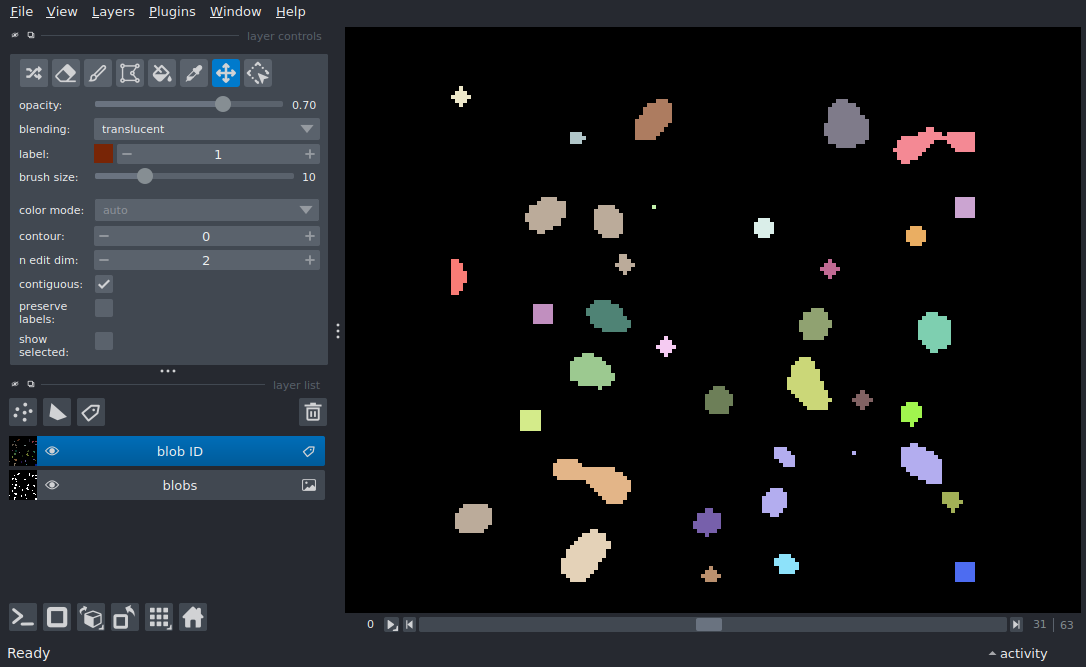 File View Layers Plugins Window Help
layer controls
opacity: 0.70
blending: translucent
label: 1
brush size: 10
color mode: auto
contour: 0
n edit dim: 2
contiguous:
preserve
labels:
show
selected:
layer list
blob ID
blobs
0 31 63
Ready activity